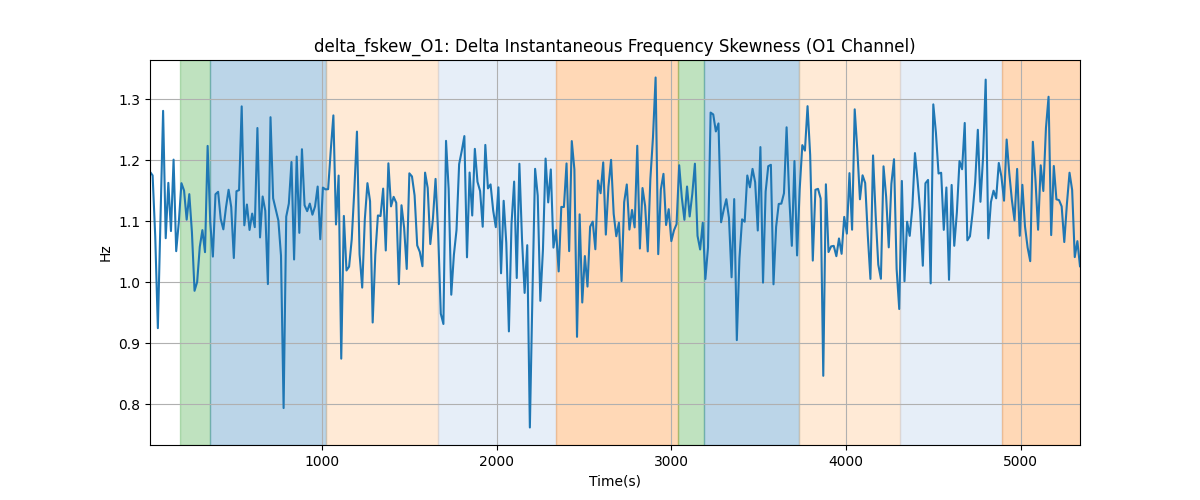 delta_fskew_O1: Delta Instantaneous Frequency Skewness (O1 Channel)
1.3
1.2
1.1
1.0
0.9
0.8
Hz
1000 2000 3000 4000 5000
Time(s)